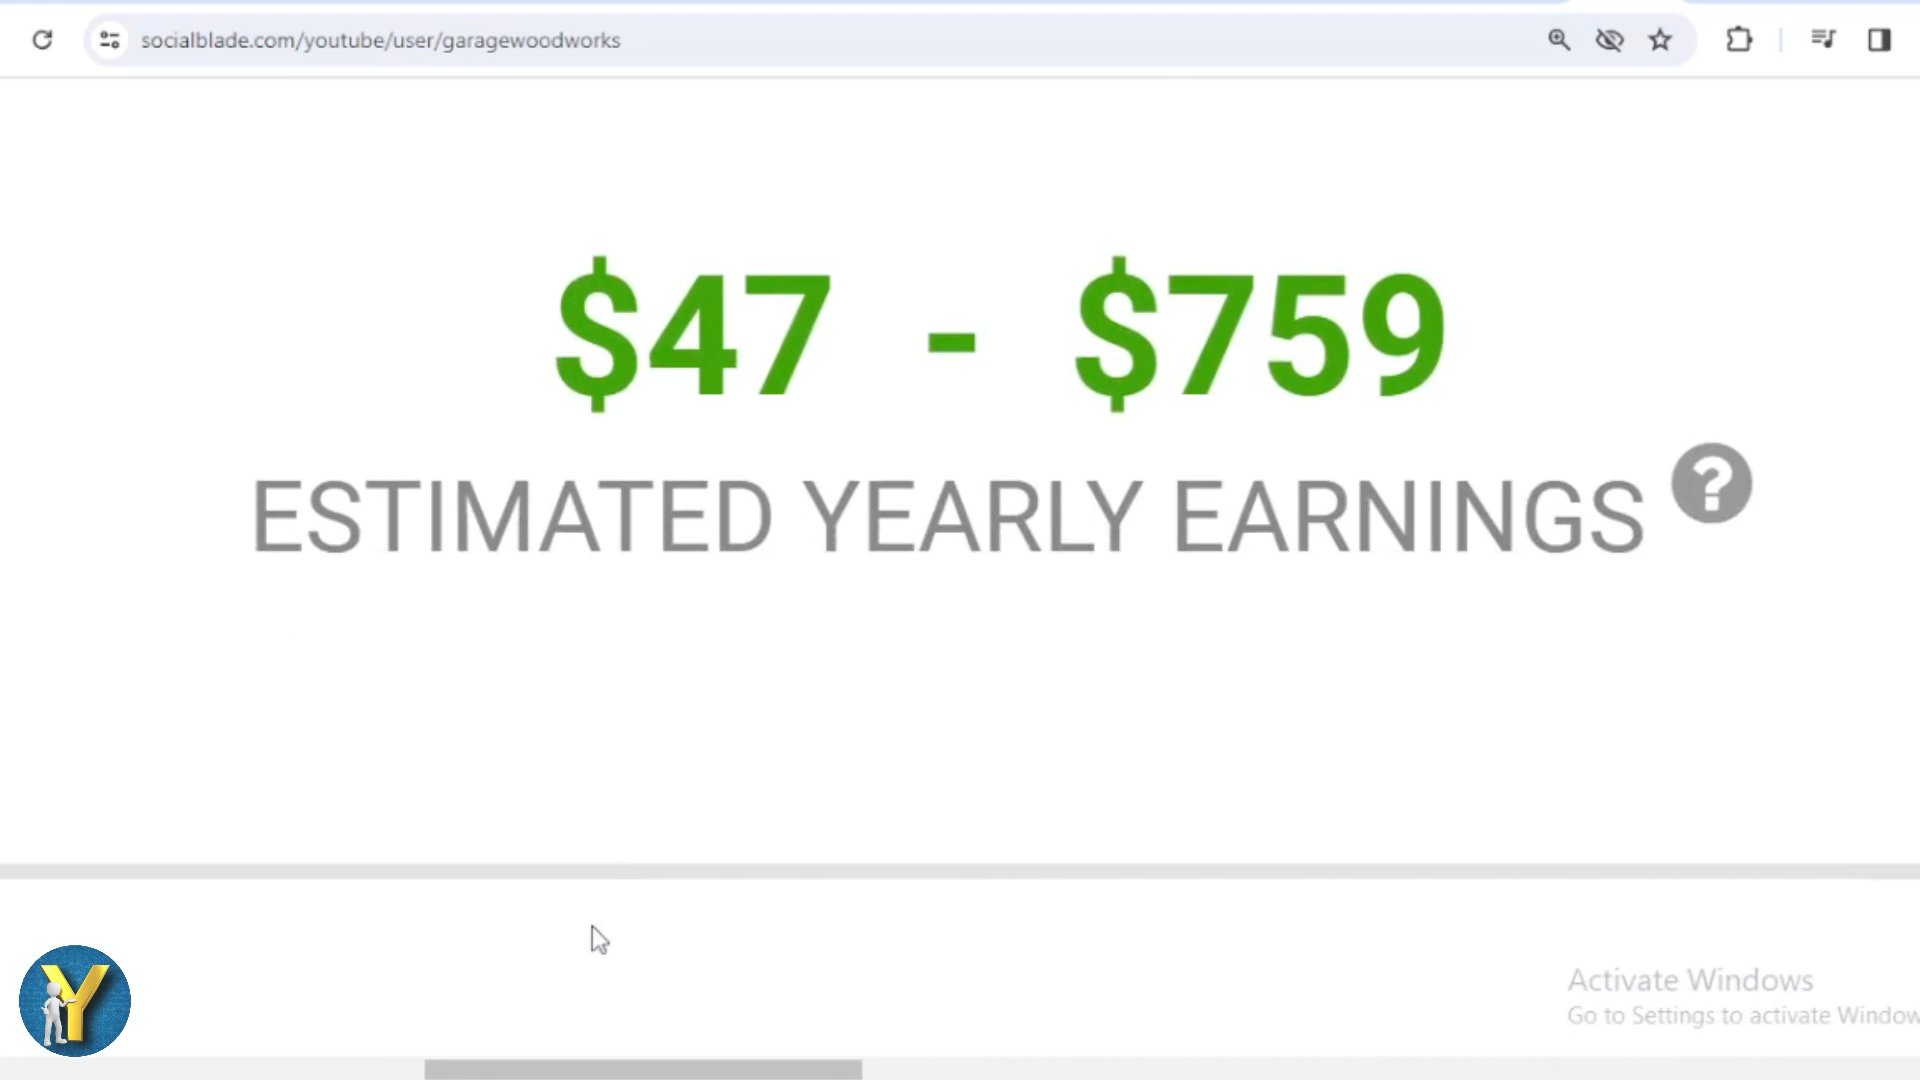 socialblade.com/youtube/user/garagewoodworks
$47 - $759
ESTIMATED YEARLY EARNINGS ?
Y
Activate Windows
Go to Settings to activate Window